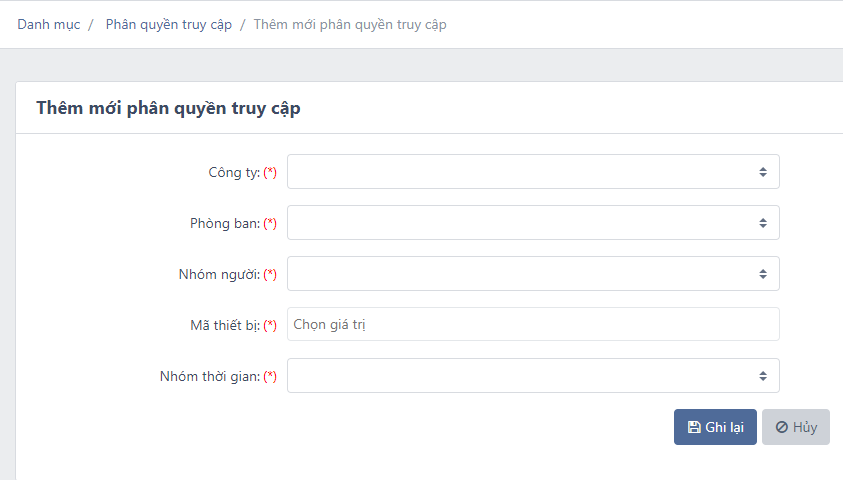 Danh mục / Phân quyền truy cập / Thêm mới phân quyền truy cập
Thêm mới phân quyền truy cập
Công ty: (*)
Phòng ban: (*)
Nhóm người: (*)
Mã thiết bị: (*) Chọn giá trị
Nhóm thời gian: (*)
Ghi lại Hủy